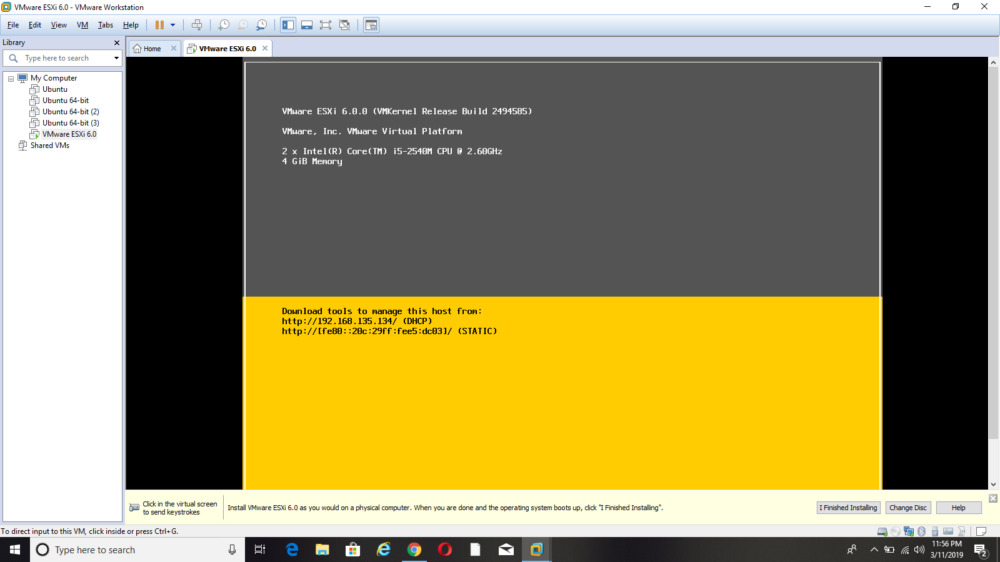 VMware ESXi 6.0 - VMware Workstation
File Edit View VM Tabs Help
Library
Type here to search
My Computer
Ubuntu
Ubuntu 64-bit
Ubuntu 64-bit (2)
Ubuntu 64-bit (3)
VMware ESXi 6.0
Shared VMs
Home
VMware ESXi 6.0
VMware ESXi 6.0.0 (VMKernel Release Build 2494585)
VMware, Inc. VMware Virtual Platform
2 x Intel(R) Core(TM) i5-2540M CPU @ 2.60GHz
4 GiB Memory
Download tools to manage this host from:
http://192.168.135.134/ (DHCP)
http://[fe80::20c:29ff:fee5:dc03]/ (STATIC)
Click in the virtual screen
to send keystrokes
Install VMware ESXi 6.0 as you would on a physical computer. When you are done and the operating system boots up, click "I Finished Installing".
I Finished Installing
Change Disc
Help
To direct input to this VM, click inside or press Ctrl+G.
Type here to search
11:56 PM
3/11/2019
2